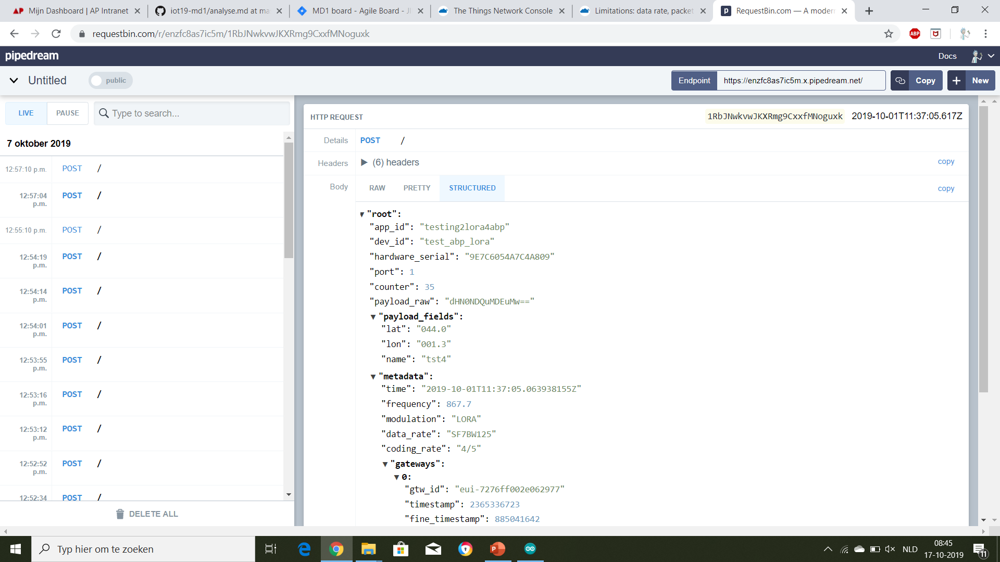 Mijn Dashboard | AP Intranet
iot19-md1/analyse.md at ma
MD1 board - Agile Board - JI
The Things Network Console
Limitations: data rate, packet
RequestBin.com — A modern
requestbin.com/r/enzfc8as7ic5m/1RbJNwkvwJKXRmg9CxxfMNoguxk
ABP
pipedream
Docs
Untitled
public
Endpoint
https://enzfc8as7ic5m.x.pipedream.net/
Copy
New
LIVE
PAUSE
Type to search...
7 oktober 2019
12:57:10 p.m. POST /
12:57:04 p.m. POST /
12:55:10 p.m. POST /
12:54:19 p.m. POST /
12:54:14 p.m. POST /
12:54:01 p.m. POST /
12:53:55 p.m. POST /
12:53:16 p.m. POST /
12:53:12 p.m. POST /
12:52:52 p.m. POST /
12:52:34 POST /
DELETE ALL
HTTP REQUEST
1RbJNwkvwJKXRmg9CxxfMNoguxk 2019-10-01T11:37:05.617Z
Details POST /
Headers (6) headers copy
Body RAW PRETTY STRUCTURED copy
"root":
"app_id": "testing2lora4abp"
"dev_id": "test_abp_lora"
"hardware_serial": "9E7C6054A7C4A809"
"port": 1
"counter": 35
"payload_raw": "dHN0NDQuMDEuMw=="
"payload_fields":
"lat": "044.0"
"lon": "001.3"
"name": "tst4"
"metadata":
"time": "2019-10-01T11:37:05.063938155Z"
"frequency": 867.7
"modulation": "LORA"
"data_rate": "SF7BW125"
"coding_rate": "4/5"
"gateways":
0:
"gtw_id": "eui-7276ff002e062977"
"timestamp": 2365336723
"fine_timestamp": 885041642
Typ hier om te zoeken
NLD
08:45
17-10-2019
11